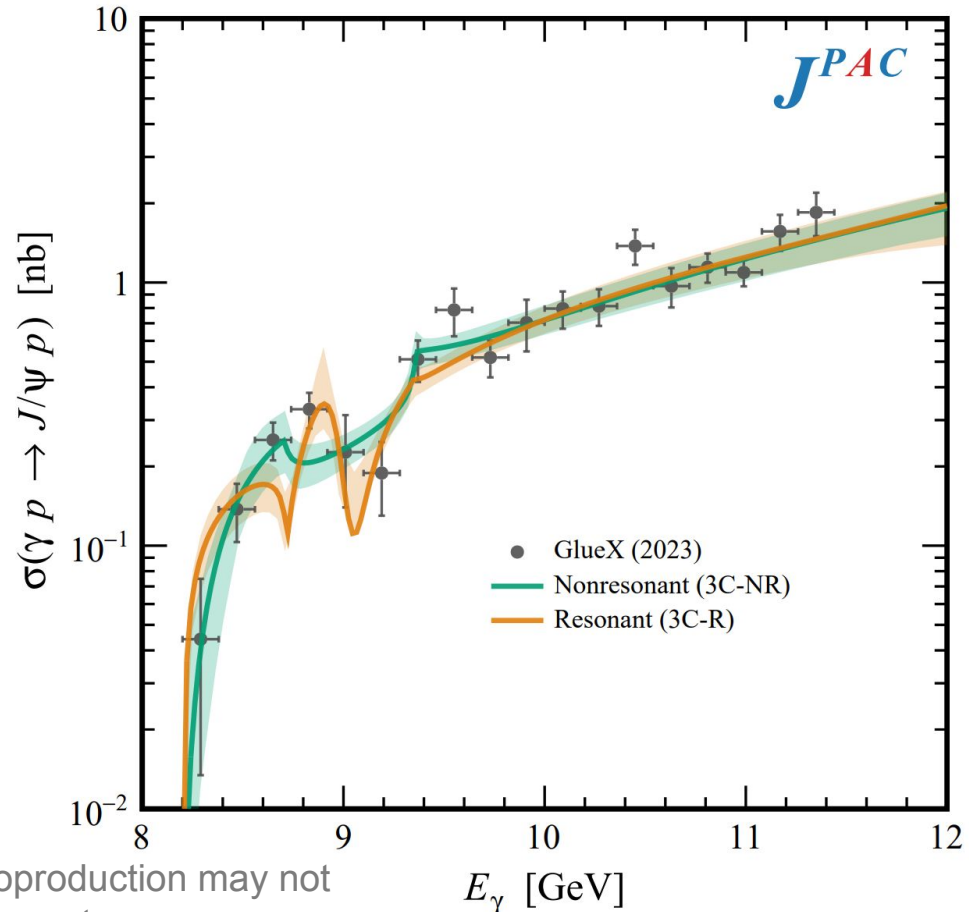 10
J^PAC
1
10⁻¹
10⁻²
σ(γ p → J/ψ p) [nb]
GlueX (2023)
Nonresonant (3C-NR)
Resonant (3C-R)
8 9 10 11 12
E_γ [GeV]
oproduction may not